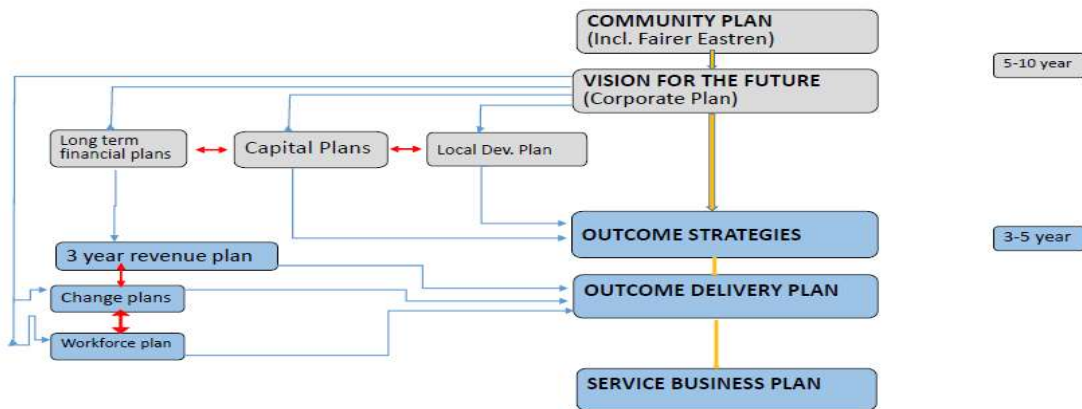 COMMUNITY PLAN
(Incl. Fairer Eastren)
5-10 year
VISION FOR THE FUTURE
(Corporate Plan)
Long term
financial plans
Capital Plans
Local Dev. Plan
OUTCOME STRATEGIES
3-5 year
3 year revenue plan
OUTCOME DELIVERY PLAN
Change plans
Workforce plan
SERVICE BUSINESS PLAN